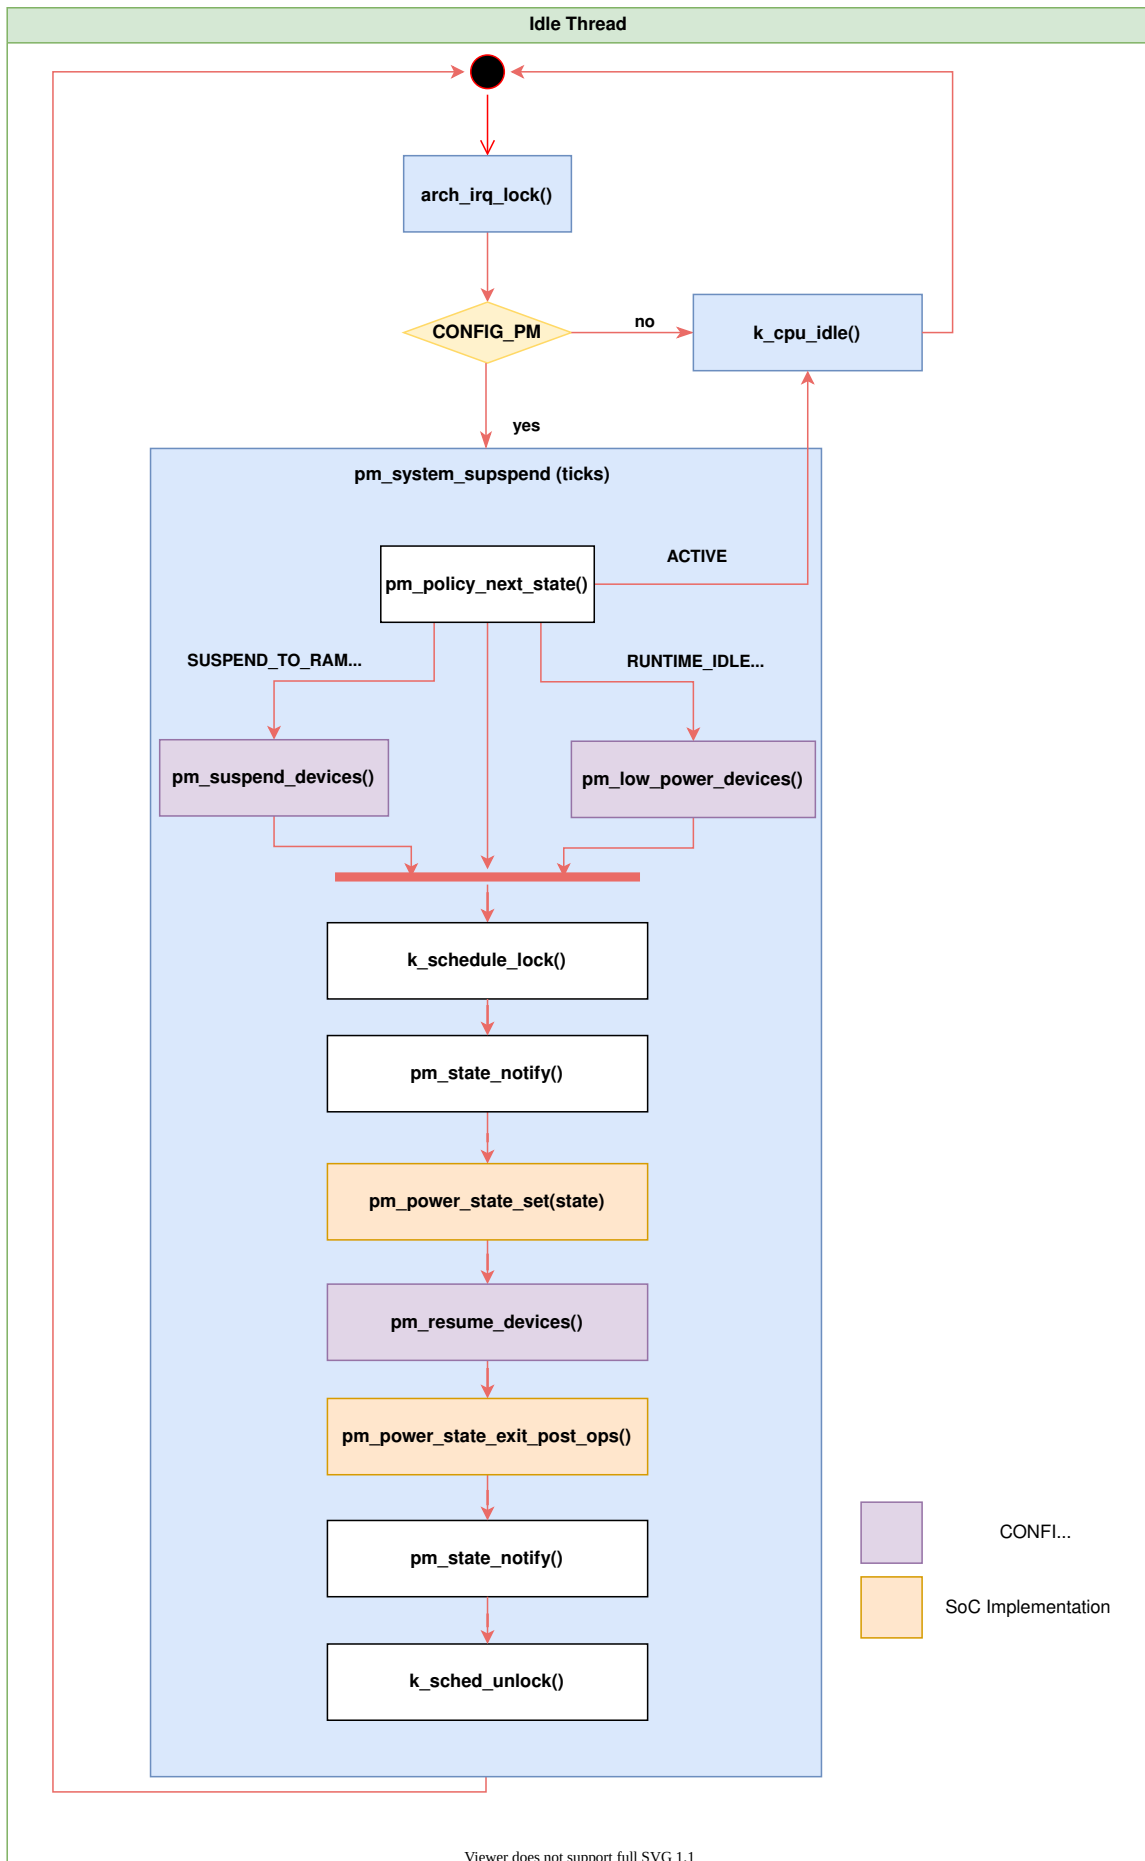 Idle Thread
arch_irq_lock()
CONFIG_PM
no
k_cpu_idle()
yes
pm_system_supspend (ticks)
ACTIVE
pm_policy_next_state()
SUSPEND_TO_RAM...
RUNTIME_IDLE...
pm_suspend_devices()
pm_low_power_devices()
k_schedule_lock()
pm_state_notify()
pm_power_state_set(state)
pm_resume_devices()
pm_power_state_exit_post_ops()
CONFI...
pm_state_notify()
SoC Implementation
k_sched_unlock()
Viewer does not support full SVG 1.1